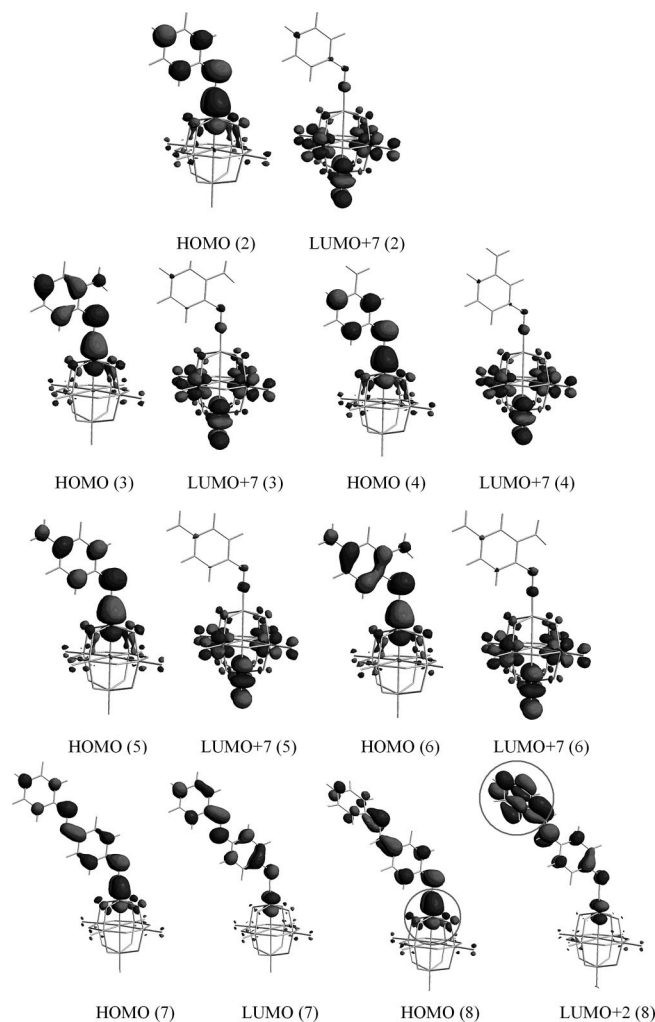 HOMO (2) LUMO+7 (2)
HOMO (3) LUMO+7 (3) HOMO (4) LUMO+7 (4)
HOMO (5) LUMO+7 (5) HOMO (6) LUMO+7 (6)
HOMO (7) LUMO (7) HOMO (8) LUMO+2 (8)